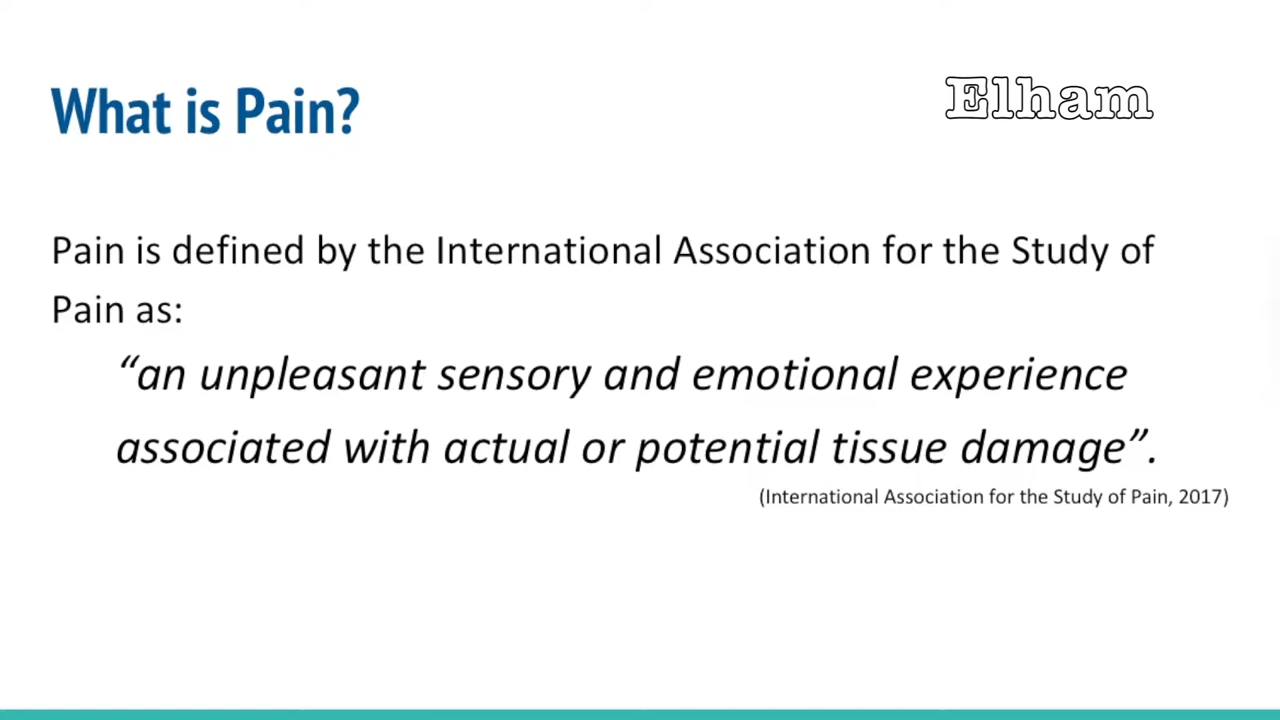 What is Pain?
Elham
Pain is defined by the International Association for the Study of
Pain as:
“an unpleasant sensory and emotional experience
associated with actual or potential tissue damage”.
(International Association for the Study of Pain, 2017)